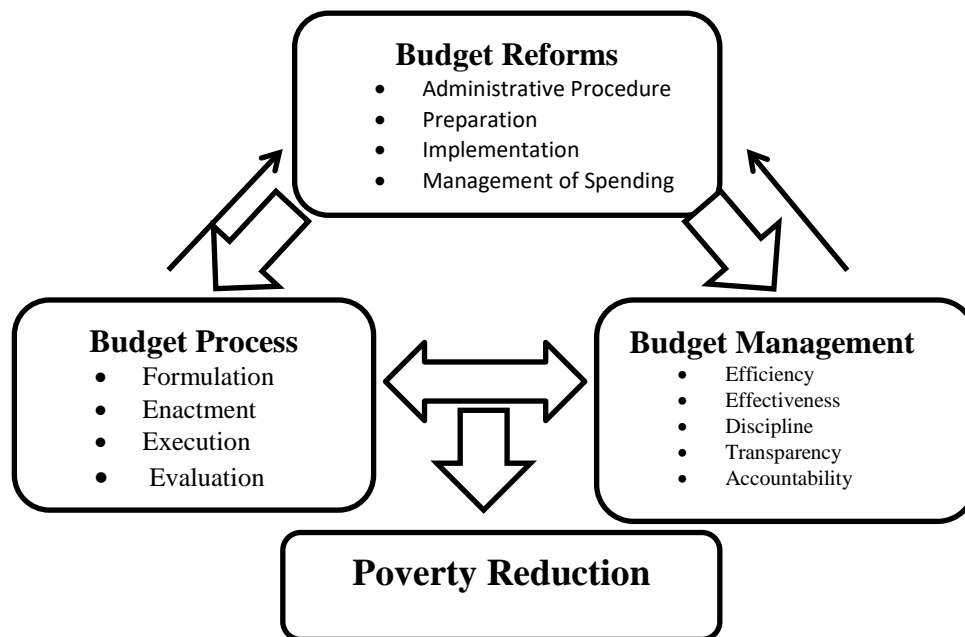 Budget Reforms
• Administrative Procedure
• Preparation
• Implementation
• Management of Spending
Budget Process
• Formulation
• Enactment
• Execution
• Evaluation
Budget Management
• Efficiency
• Effectiveness
• Discipline
• Transparency
• Accountability
Poverty Reduction